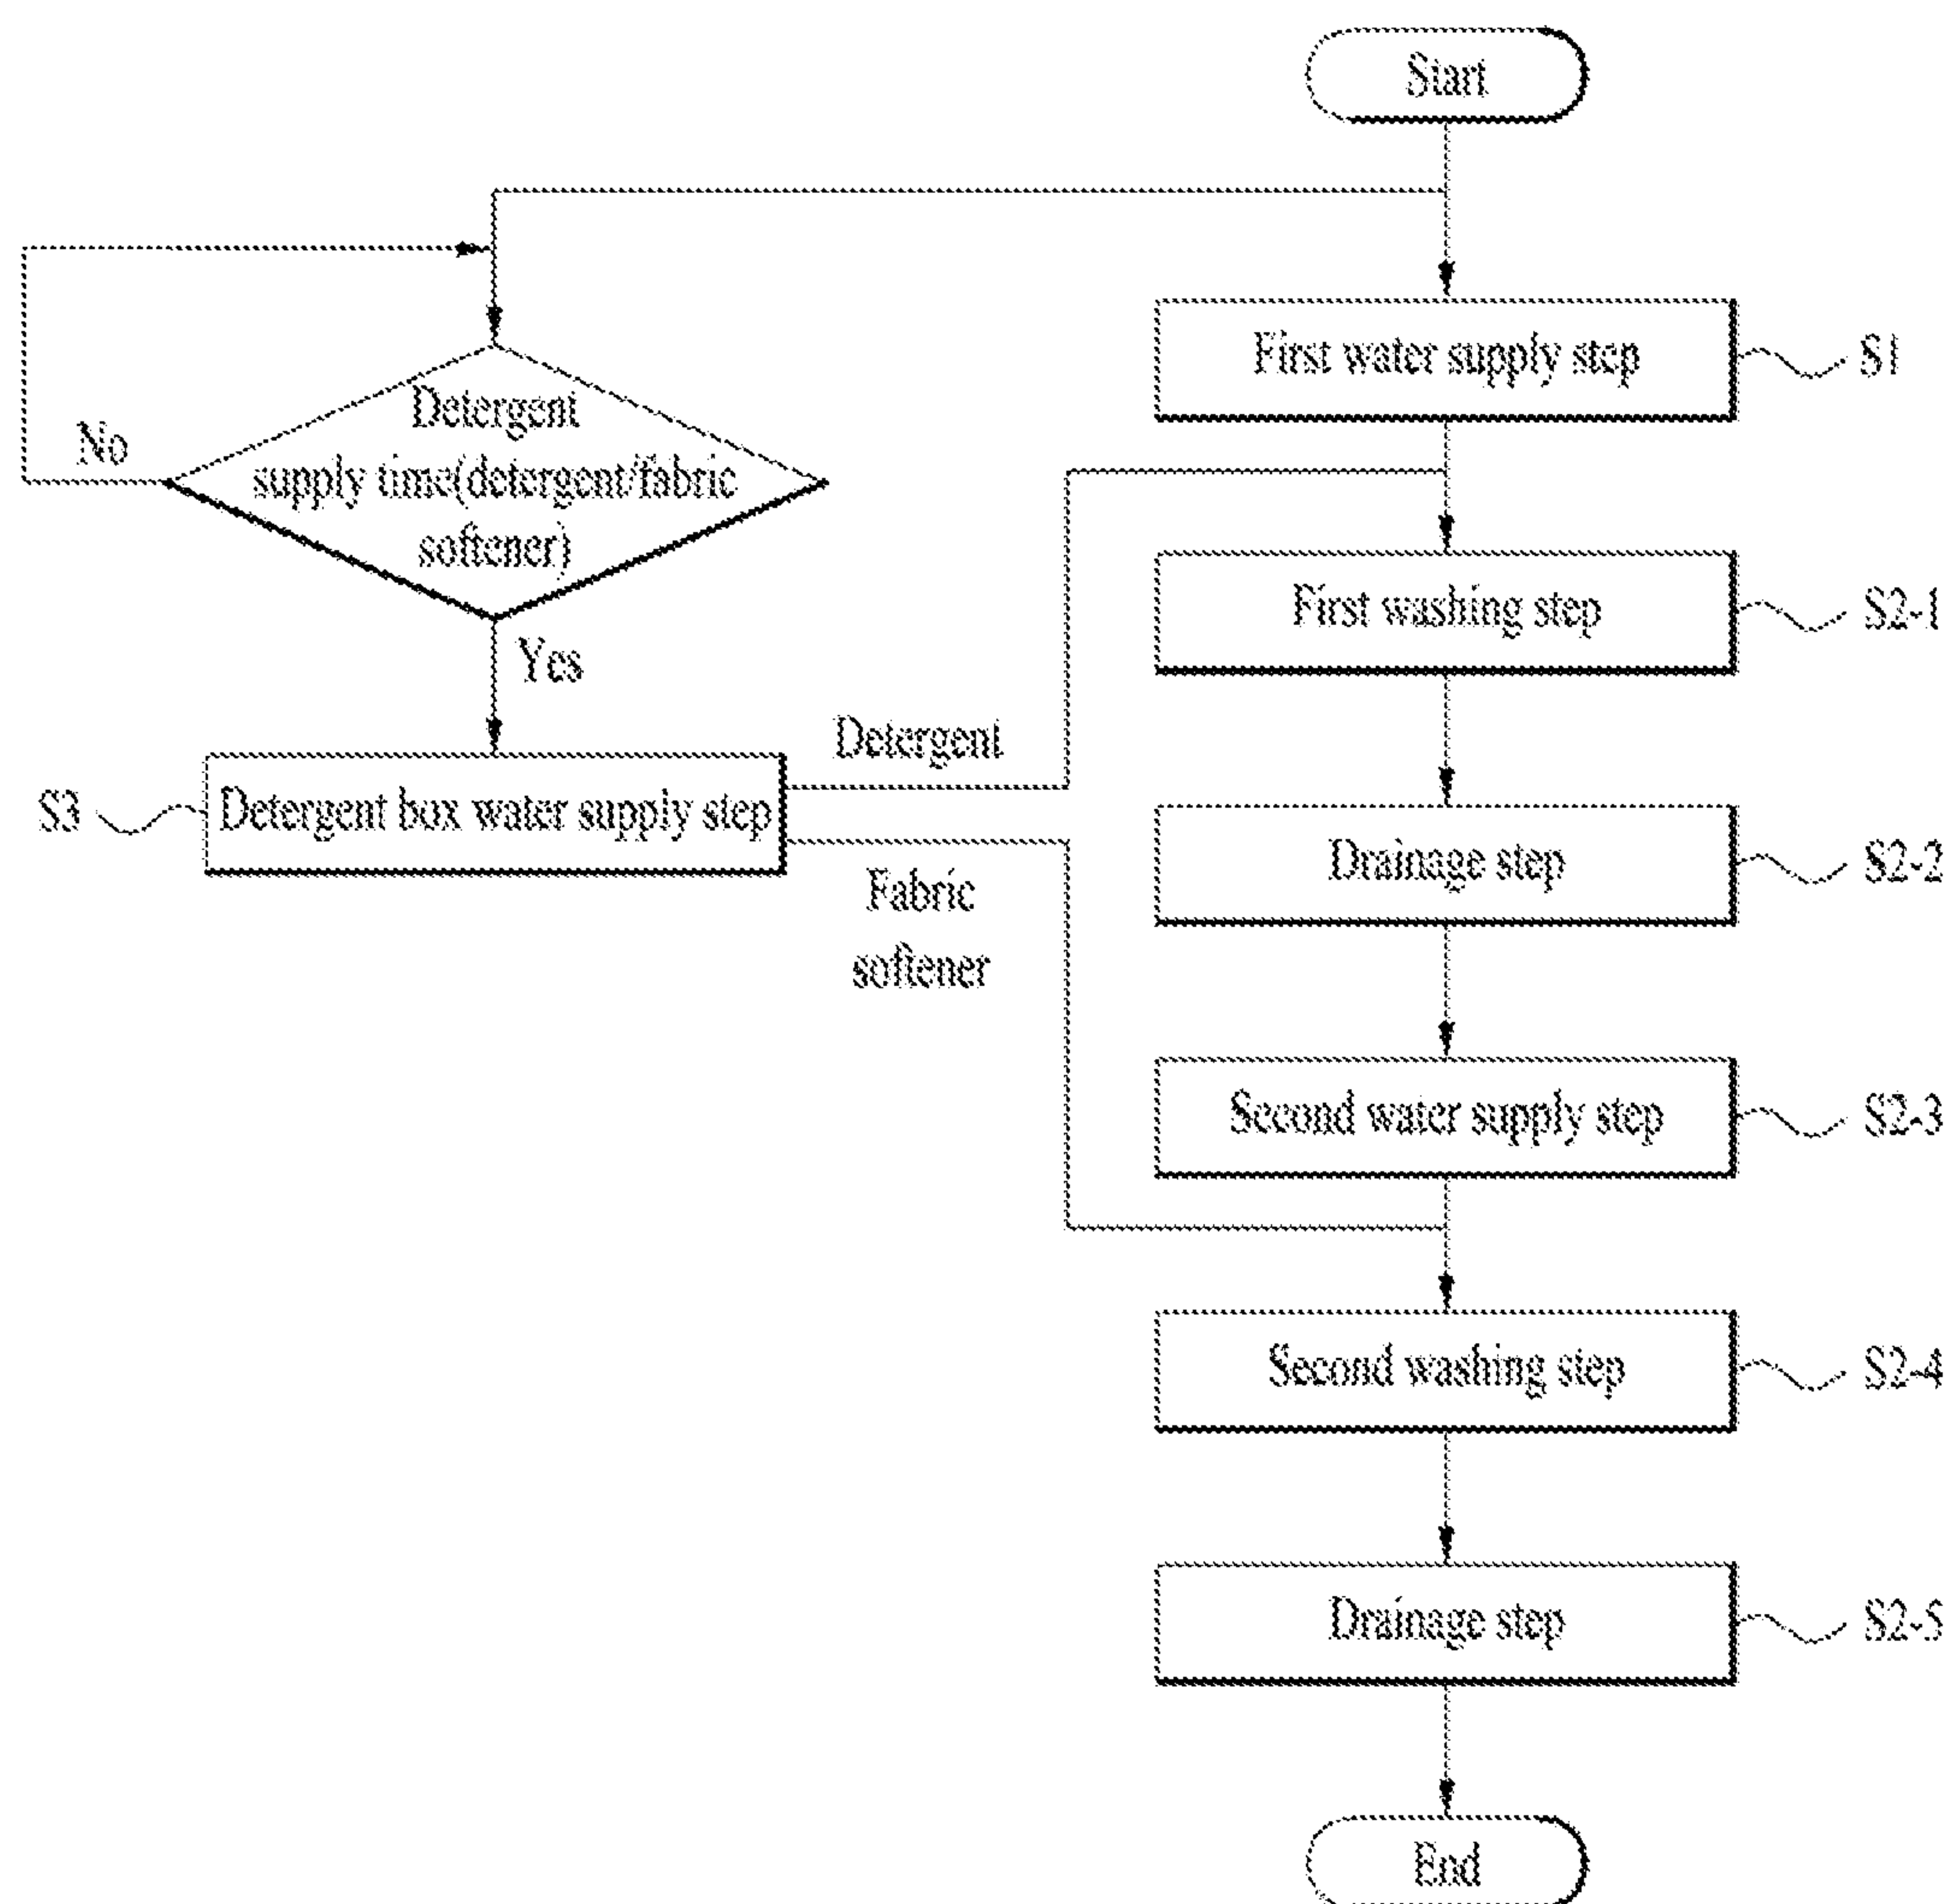 Start
First water supply step
S1
Detergent
supply time(detergent/fabric
softener)
No
Yes
First washing step
S2-1
Detergent
S3
Detergent box water supply step
Drainage step
S2-2
Fabric
softener
Second water supply step
S2-3
Second washing step
S2-4
Drainage step
S2-5
End